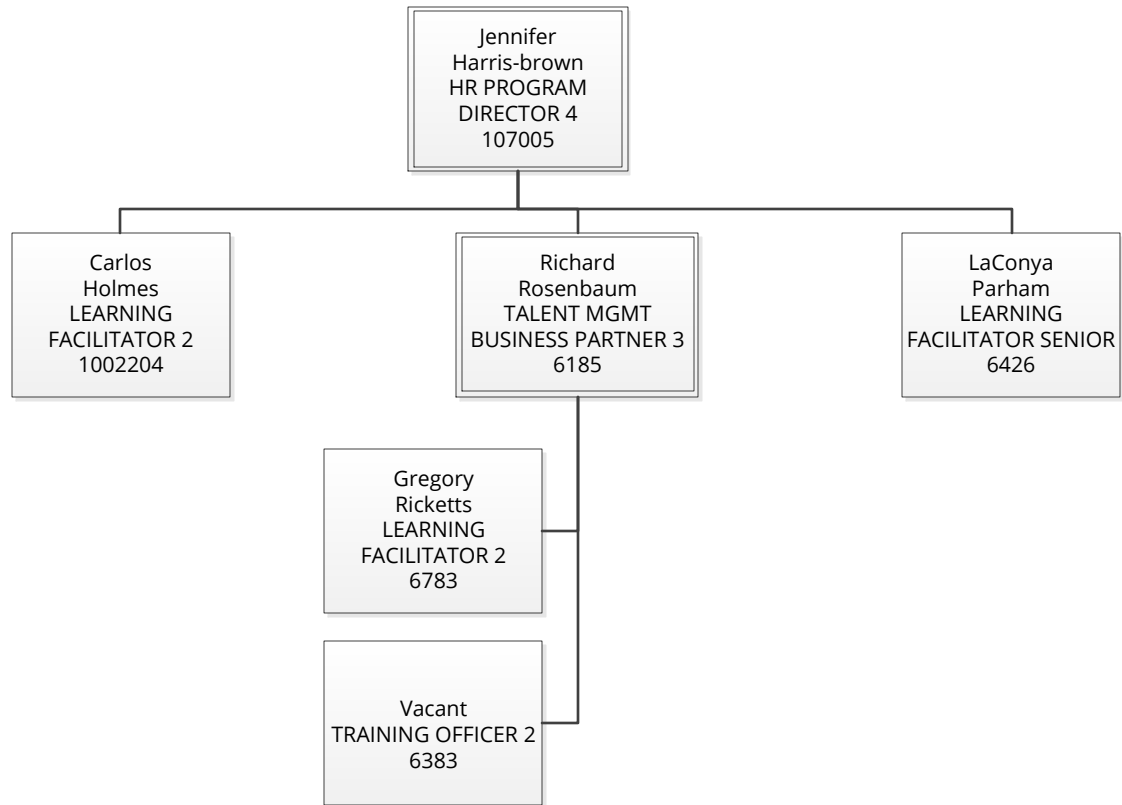 Jennifer
Harris-brown
HR PROGRAM
DIRECTOR 4
107005
Carlos
Holmes
LEARNING
FACILITATOR 2
1002204
Richard
Rosenbaum
TALENT MGMT
BUSINESS PARTNER 3
6185
LaConya
Parham
LEARNING
FACILITATOR SENIOR
6426
Gregory
Ricketts
LEARNING
FACILITATOR 2
6783
Vacant
TRAINING OFFICER 2
6383